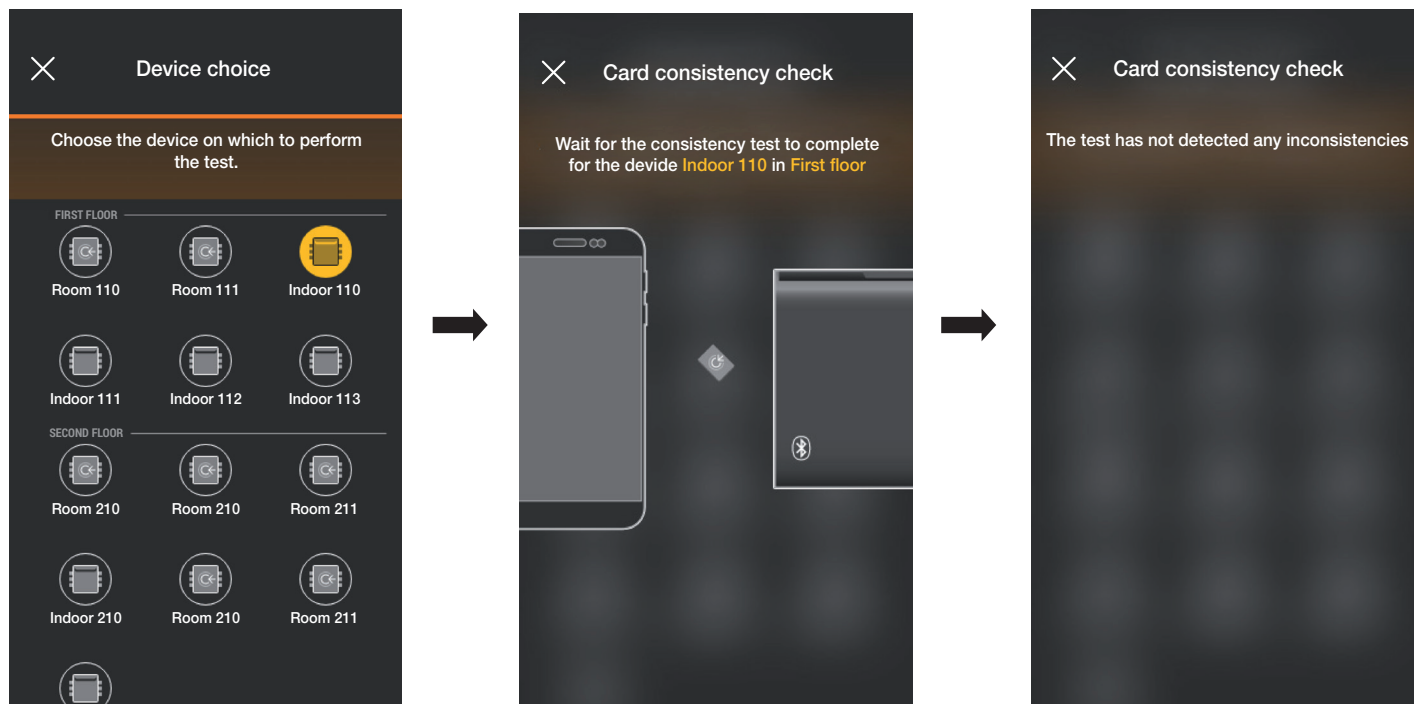 Device choice
Choose the device on which to perform
the test.
FIRST FLOOR
Room 110
Room 111
Indoor 110
Indoor 111
Indoor 112
Indoor 113
SECOND FLOOR
Room 210
Room 210
Room 211
Indoor 210
Room 210
Room 211
Card consistency check
Wait for the consistency test to complete
for the devide Indoor 110 in First floor
Card consistency check
The test has not detected any inconsistencies